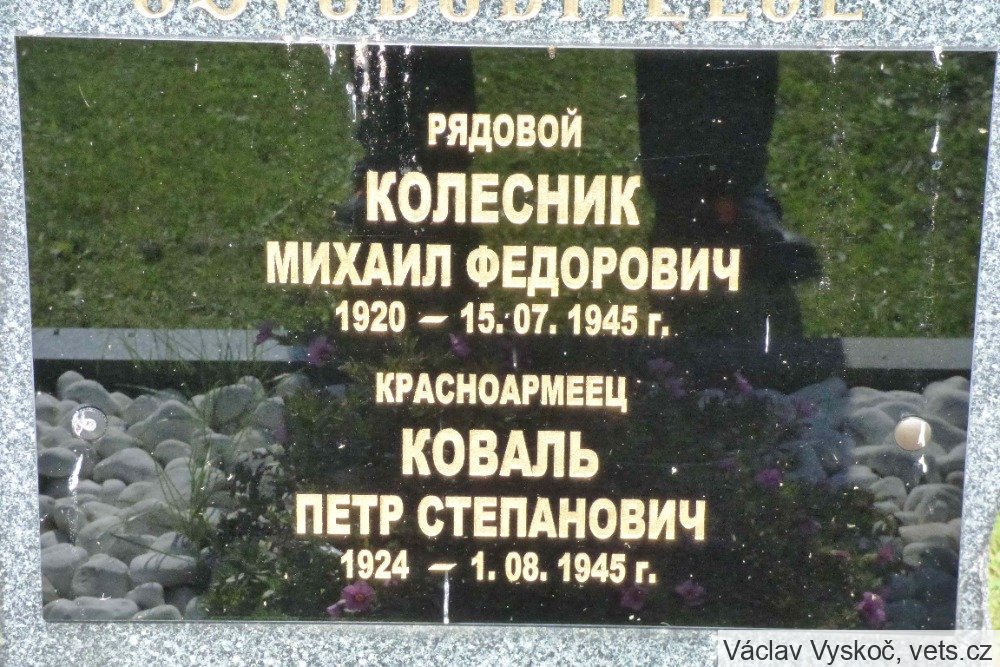 РЯДОВОЙ
КОЛЕСНИК
МИХАИЛ ФЕДОРОВИЧ
1920 – 15. 07. 1945 г.
КРАСНОАРМЕЕЦ
КОВАЛЬ
ПЕТР СТЕПАНОВИЧ
1924 – 1. 08. 1945 г.
Václav Vyskoč, vets.cz